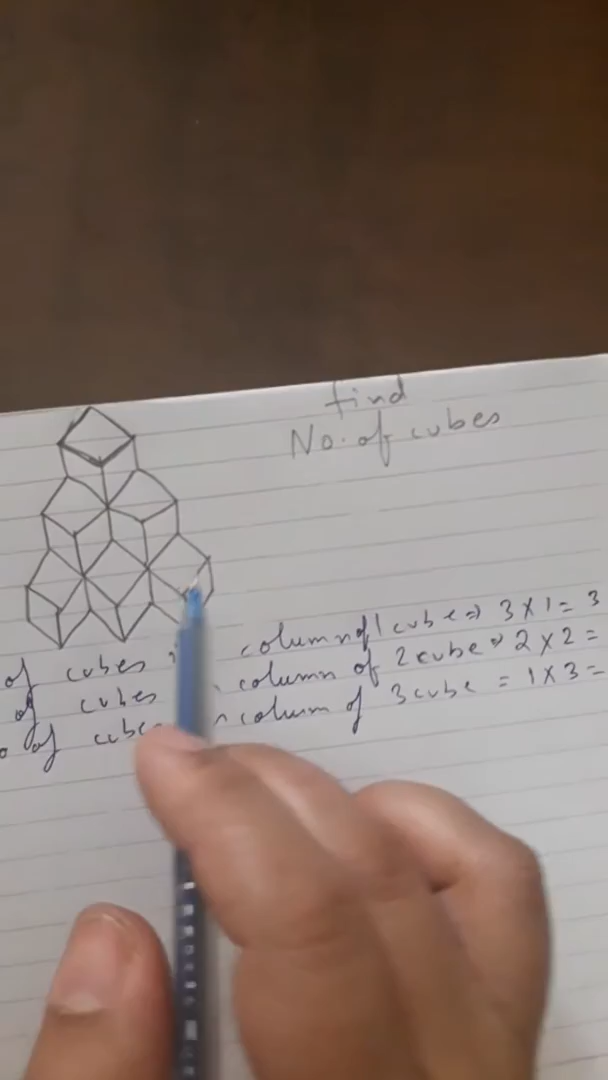 find
No. of cubes
of cubes column of 1 cube ⇒ 3 X 1 = 3
of cubes column of 2 cube ⇒ 2 X 2 =
of cube column of 3 cube = 1 X 3 =